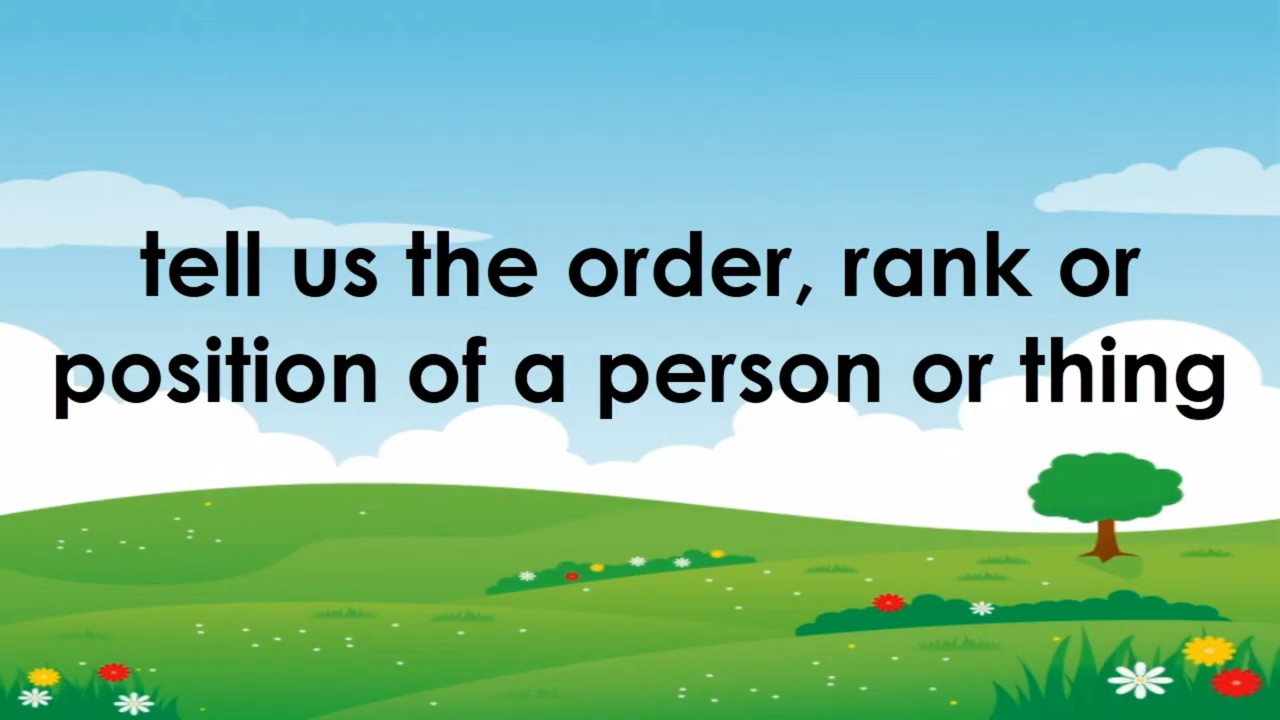 tell us the order, rank or
position of a person or thing